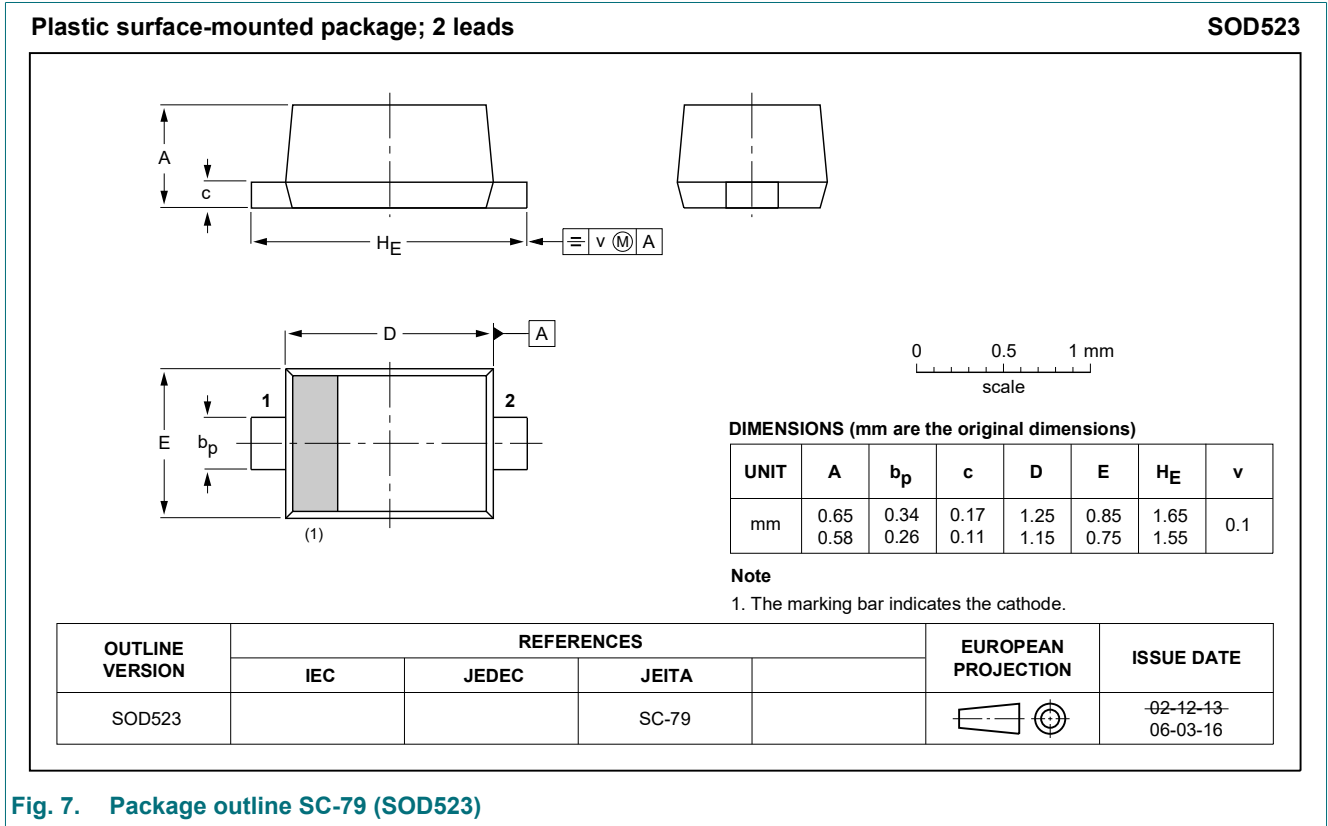 Plastic surface-mounted package; 2 leads SOD523
A
c
HE
v M A
D
A
1
2
E
bp
(1)
0 0.5 1 mm
scale
DIMENSIONS (mm are the original dimensions)
UNIT A bp c D E HE v
mm 0.65 0.34 0.17 1.25 0.85 1.65 0.1
0.58 0.26 0.11 1.15 0.75 1.55
Note
1. The marking bar indicates the cathode.
OUTLINE VERSION REFERENCES EUROPEAN PROJECTION ISSUE DATE
IEC JEDEC JEITA
SOD523 SC-79 02-12-13
06-03-16
Fig. 7. Package outline SC-79 (SOD523)